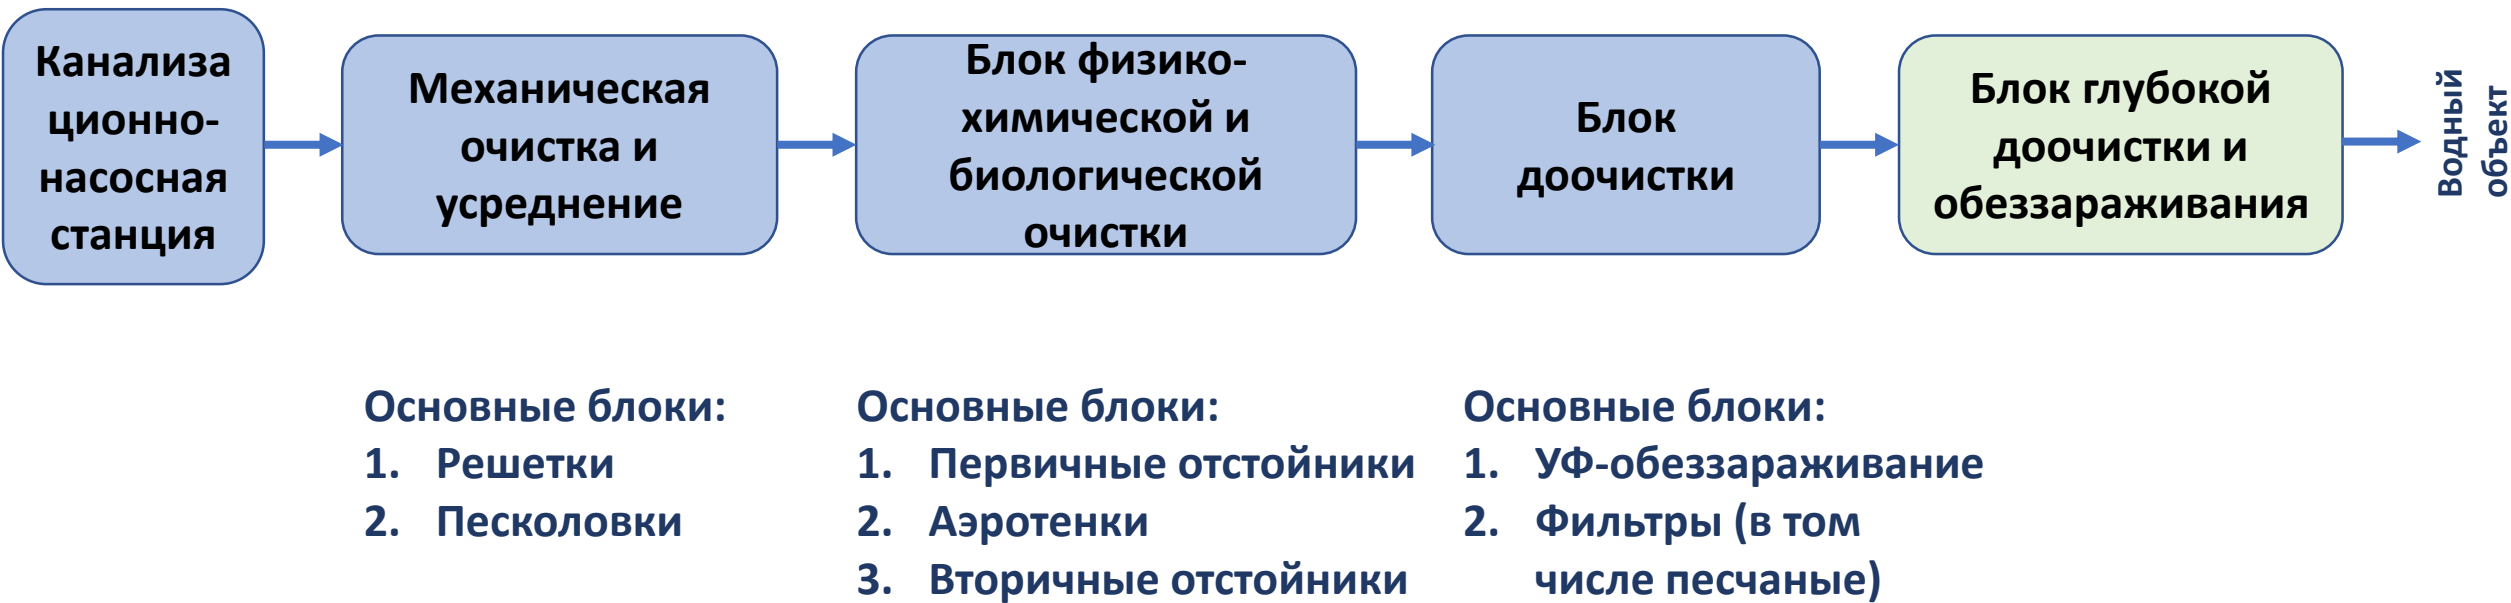 Канализа
ционно-
насосная
станция
Механическая
очистка и
усреднение
Блок физико-
химической и
биологической
очистки
Блок
доочистки
Блок глубокой
доочистки и
обеззараживания
Водный
объект
Основные блоки:
1. Решетки
2. Песколовки
Основные блоки:
1. Первичные отстойники
2. Аэротенки
3. Вторичные отстойники
Основные блоки:
1. УФ-обеззараживание
2. Фильтры (в том
числе песчаные)